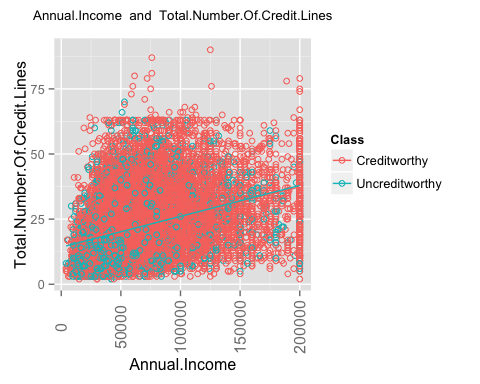 Annual.Income and Total.Number.Of.Credit.Lines
Total.Number.Of.Credit.Lines
75
50
25
0
0
50000
100000
150000
200000
Annual.Income
Class
Creditworthy
Uncreditworthy